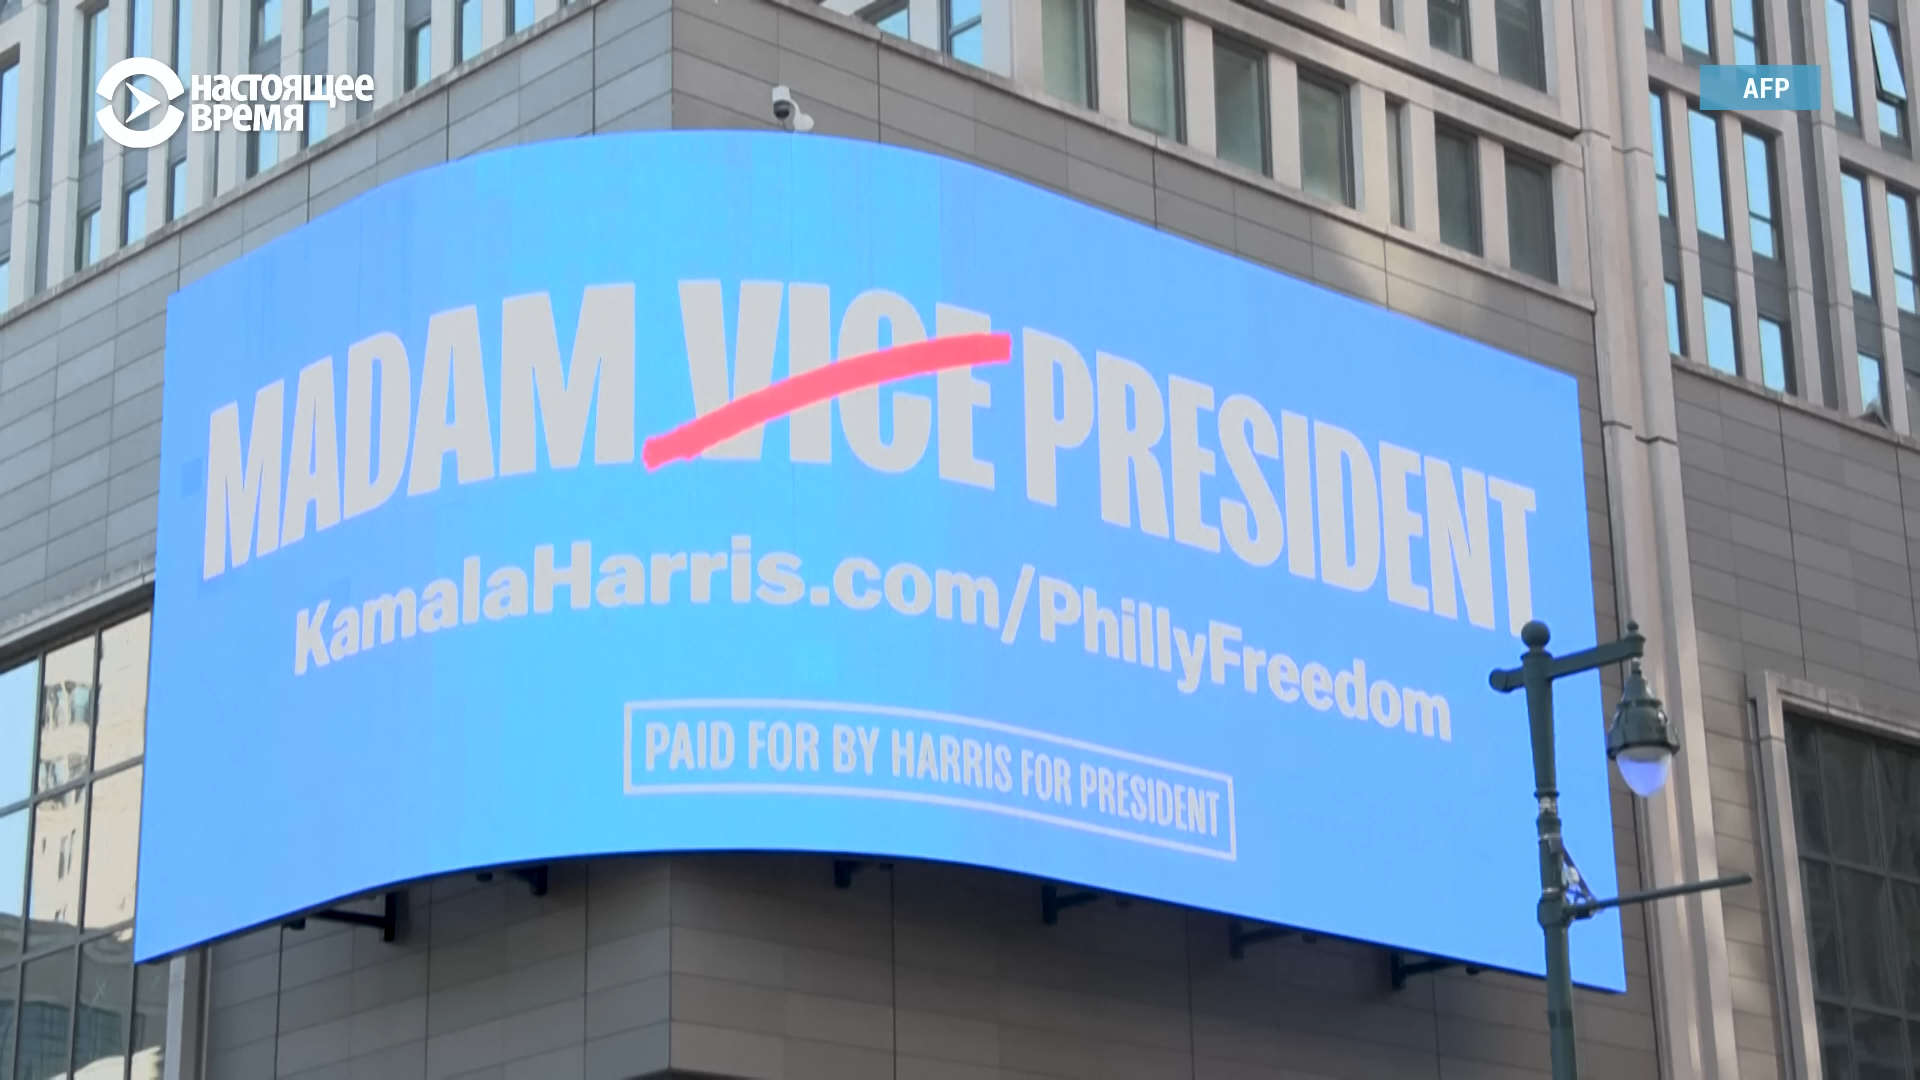 настоящее
время
AFP
MADAM VICE PRESIDENT
KamalaHarris.com/PhillyFreedom
PAID FOR BY HARRIS FOR PRESIDENT